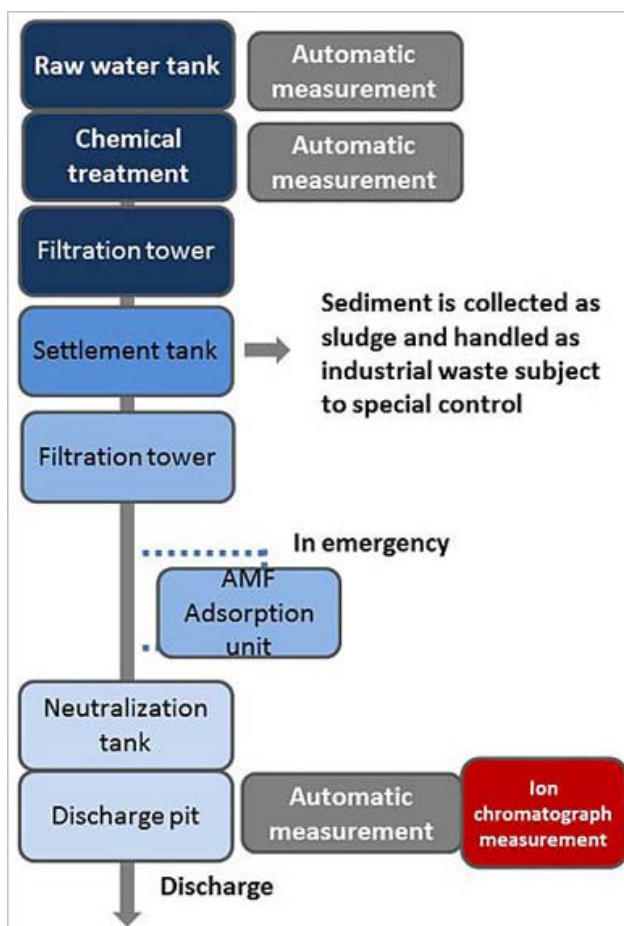 Raw water tank
Automatic
measurement
Chemical
treatment
Automatic
measurement
Filtration tower
Settlement tank
Sediment is collected as
sludge and handled as
industrial waste subject
to special control
Filtration tower
In emergency
AMF
Adsorption
unit
Neutralization
tank
Discharge pit
Automatic
measurement
Ion
chromatograph
measurement
Discharge